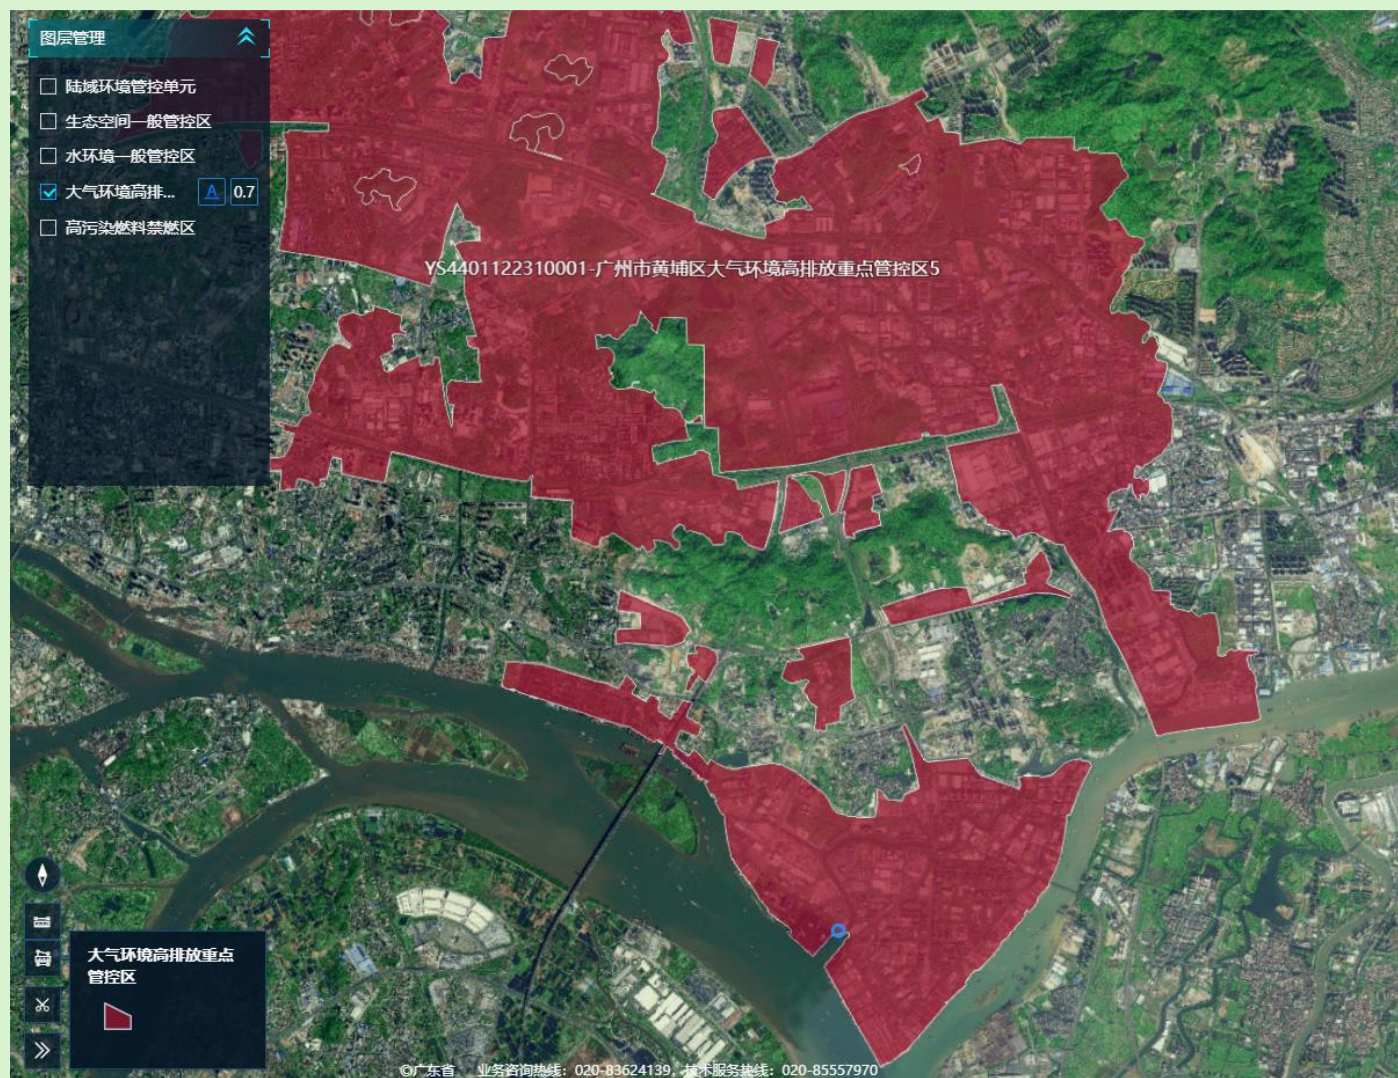 图层管理
陆域环境管控单元
生态空间一般管控区
水环境一般管控区
大气环境高排... A 0.7
高污染燃料禁燃区
YS4401122310001-广州市黄埔区大气环境高排放重点管控区5
大气环境高排放重点
管控区
©广东省 业务咨询热线：020-83624139，技术服务热线：020-85557970